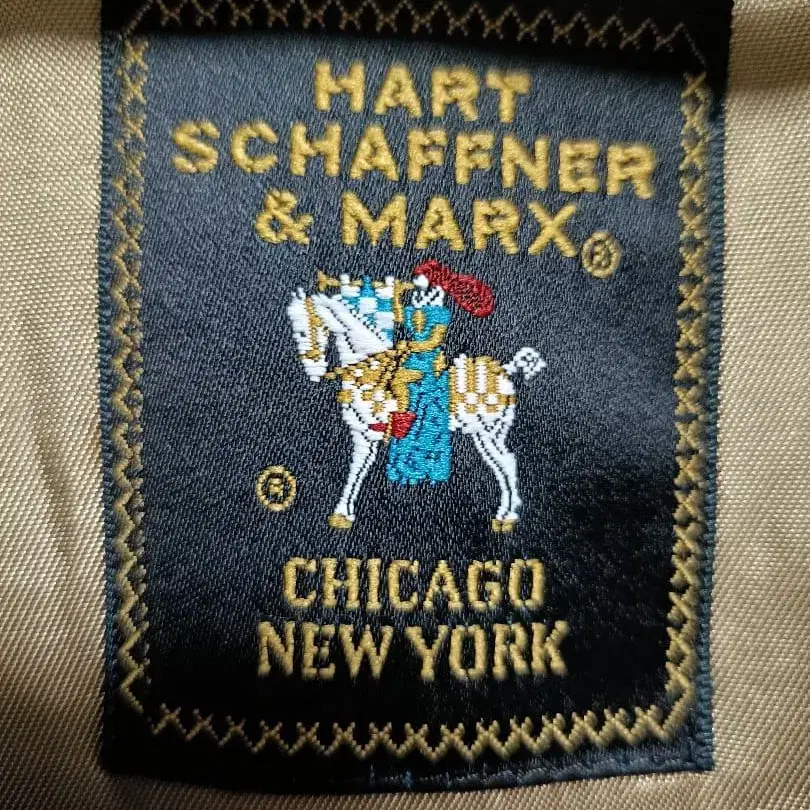 HART
SCHAFFNER
& MARX®
®
CHICAGO
NEW YORK